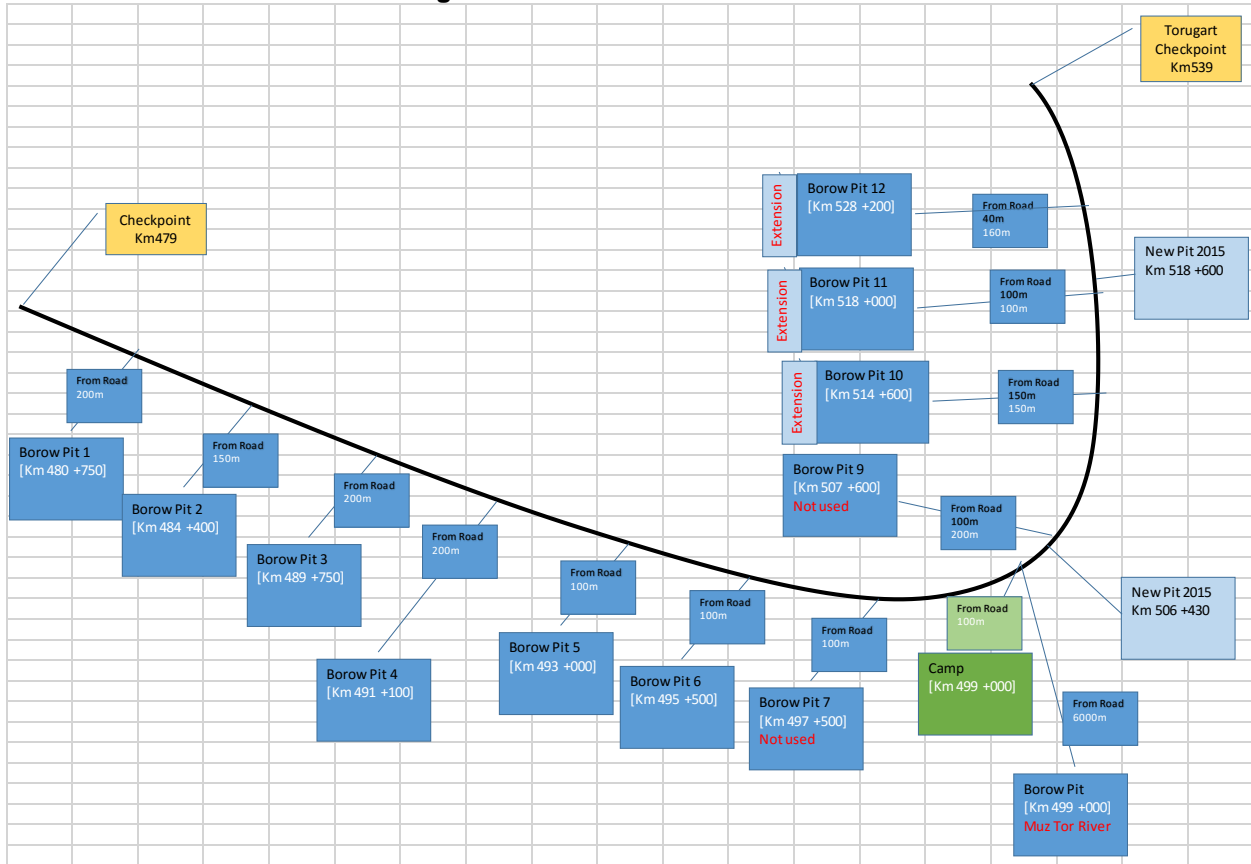 Torugart
Checkpoint
Km539
Checkpoint
Km479
Extension
Borow Pit 12
[Km 528 +200]
From Road
40m
160m
New Pit 2015
Km 518 +600
Extension
Borow Pit 11
[Km 518 +000]
From Road
100m
100m
Extension
Borow Pit 10
[Km 514 +600]
From Road
150m
150m
From Road
200m
Borow Pit 1
[Km 480 +750]
From Road
150m
Borow Pit 2
[Km 484 +400]
From Road
200m
Borow Pit 3
[Km 489 +750]
From Road
200m
Borow Pit 4
[Km 491 +100]
From Road
100m
Borow Pit 5
[Km 493 +000]
From Road
100m
Borow Pit 6
[Km 495 +500]
From Road
100m
Borow Pit 7
[Km 497 +500]
Not used
Borow Pit 9
[Km 507 +600]
Not used
From Road
100m
200m
New Pit 2015
Km 506 +430
From Road
100m
Camp
[Km 499 +000]
From Road
6000m
Borow Pit
[Km 499 +000]
Muz Tor River